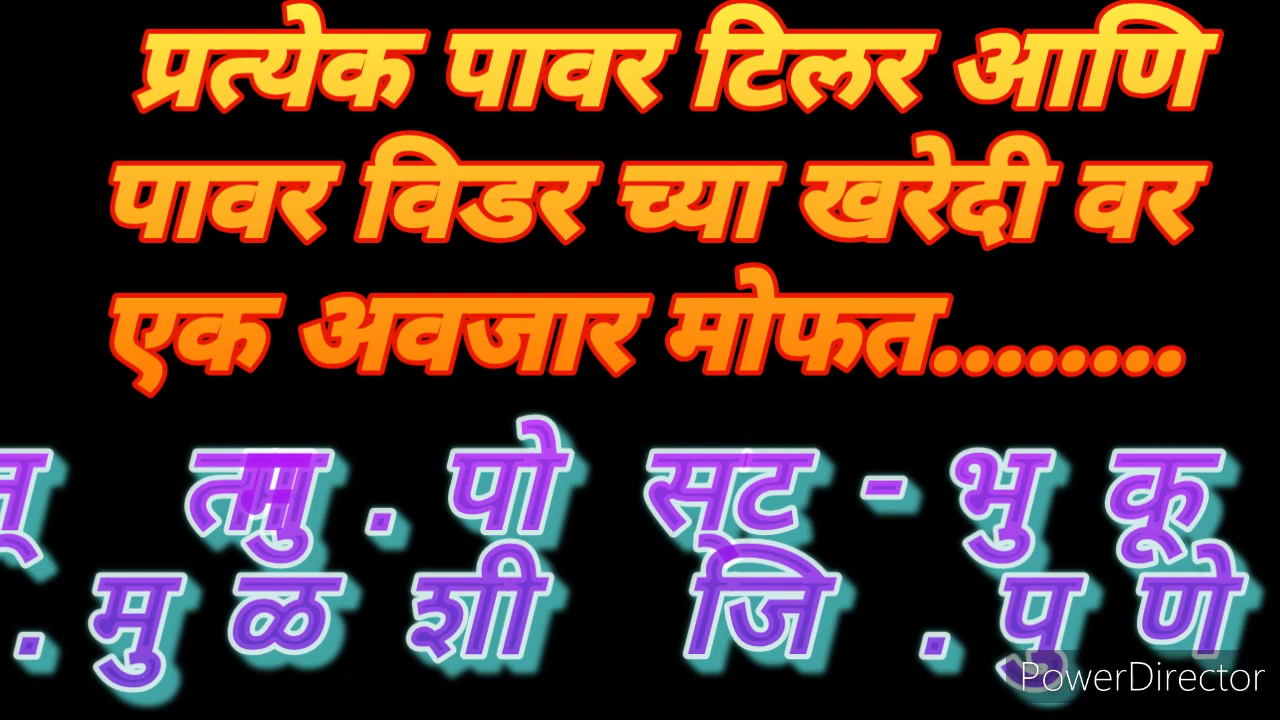 प्रत्येक पावर टिलर आणि
पावर विडर च्या खरेदी वर
एक अवजार मोफत........
पो सट - भु कू
. मु ळ शी जि . पु णे
PowerDirector